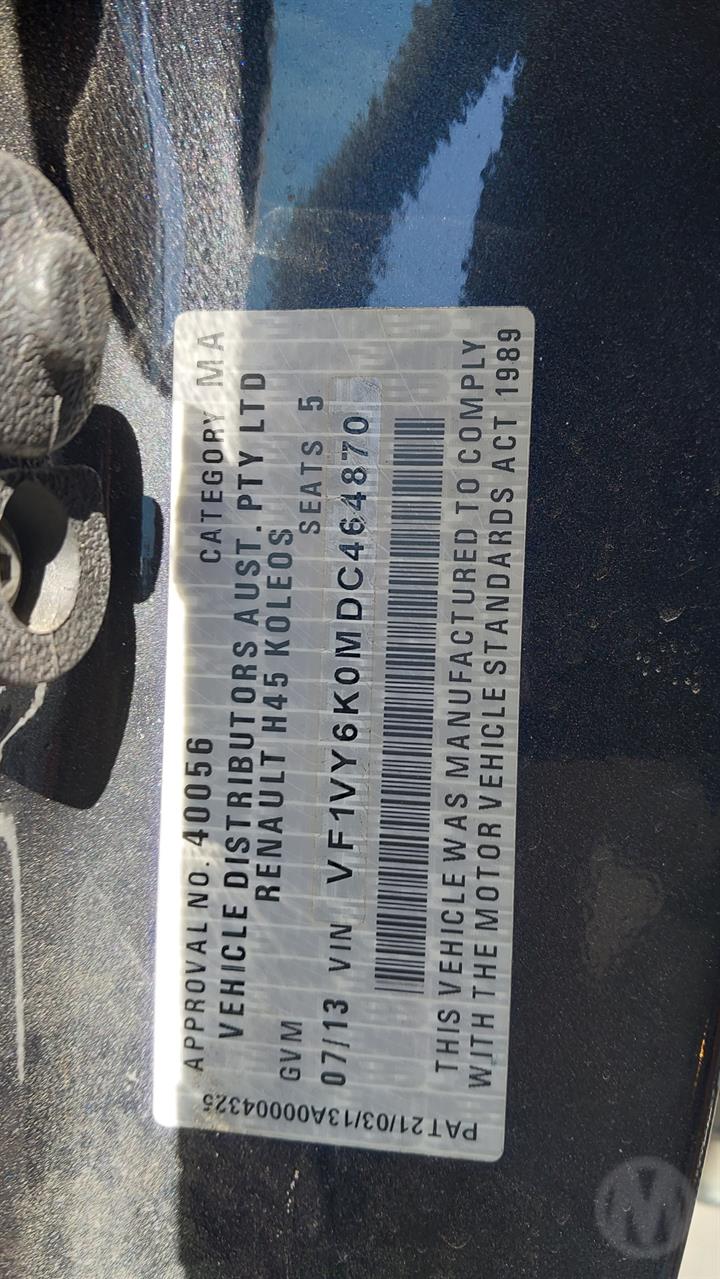 APPROVAL NO. 40056 CATEGORY MA
VEHICLE DISTRIBUTORS AUST. PTY LTD
RENAULT H45 KOLEOS
GVM SEATS 5
07/13 VIN VF1VY6K0MDC464870
THIS VEHICLE WAS MANUFACTURED TO COMPLY
WITH THE MOTOR VEHICLE STANDARDS ACT 1989
PAT21/03/13A00004325
M